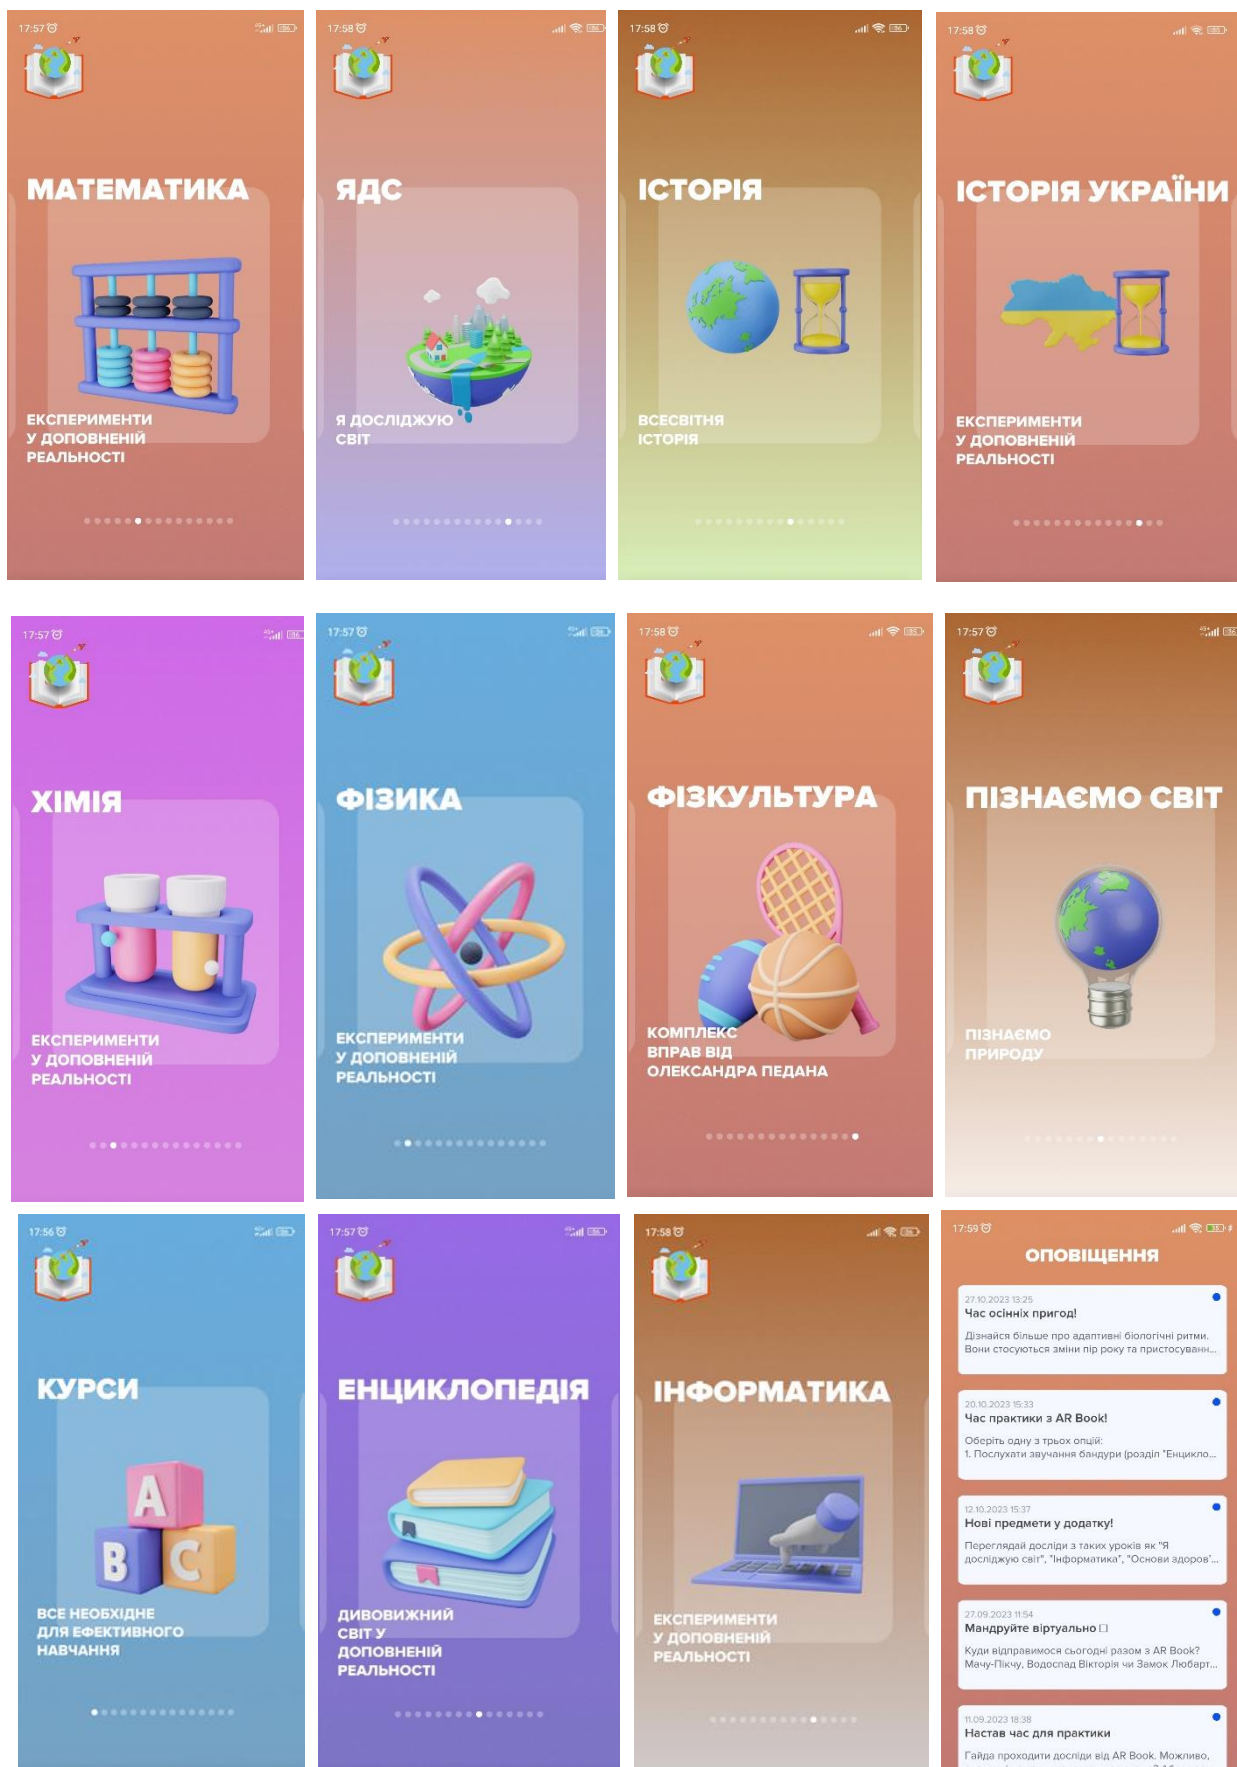 17:57
МАТЕМАТИКА
ЕКСПЕРИМЕНТИ
У ДОПОВНЕНІЙ
РЕАЛЬНОСТІ
17:58
ЯДС
Я ДОСЛІДЖУЮ
СВІТ
17:58
ІСТОРІЯ
ВСЕСВІТНЯ
ІСТОРІЯ
17:58
ІСТОРІЯ УКРАЇНИ
ЕКСПЕРИМЕНТИ
У ДОПОВНЕНІЙ
РЕАЛЬНОСТІ
17:57
ХІМІЯ
ЕКСПЕРИМЕНТИ
У ДОПОВНЕНІЙ
РЕАЛЬНОСТІ
17:57
ФІЗИКА
ЕКСПЕРИМЕНТИ
У ДОПОВНЕНІЙ
РЕАЛЬНОСТІ
17:58
ФІЗКУЛЬТУРА
КОМПЛЕКС
ВПРАВ ВІД
ОЛЕКСАНДРА ПЕДАНА
17:57
ПІЗНАЄМО СВІТ
ПІЗНАЄМО
ПРИРОДУ
17:56
КУРСИ
A
B C
ВСЕ НЕОБХІДНЕ
ДЛЯ ЕФЕКТИВНОГО
НАВЧАННЯ
17:57
ЕНЦИКЛОПЕДІЯ
ДИВОВИЖНИЙ
СВІТ У
ДОПОВНЕНІЙ
РЕАЛЬНОСТІ
17:58
ІНФОРМАТИКА
ЕКСПЕРИМЕНТИ
У ДОПОВНЕНІЙ
РЕАЛЬНОСТІ
17:59
ОПОВІЩЕННЯ
27.10.2023 13:25
Час осінніх пригод!
Дізнайся більше про адаптивні біологічні ритми.
Вони стосуються зміни пір року та пристосуванн...
20.10.2023 15:33
Час практики з AR Book!
Оберіть одну з трьох опцій:
1. Послухати звучання бандури (розділ "Енцикло...
12.10.2023 15:37
Нові предмети у додатку!
Переглядай досліди з таких уроків як "Я
досліджую світ", "Інформатика", "Основи здоров'...
27.09.2023 11:54
Мандруйте віртуально
Куди відправимося сьогодні разом з AR Book?
Мачу-Пікчу, Водоспад Вікторія чи Замок Любарт...
11.09.2023 18:38
Настав час для практики
Гайда проходити досліди від AR Book. Можливо,